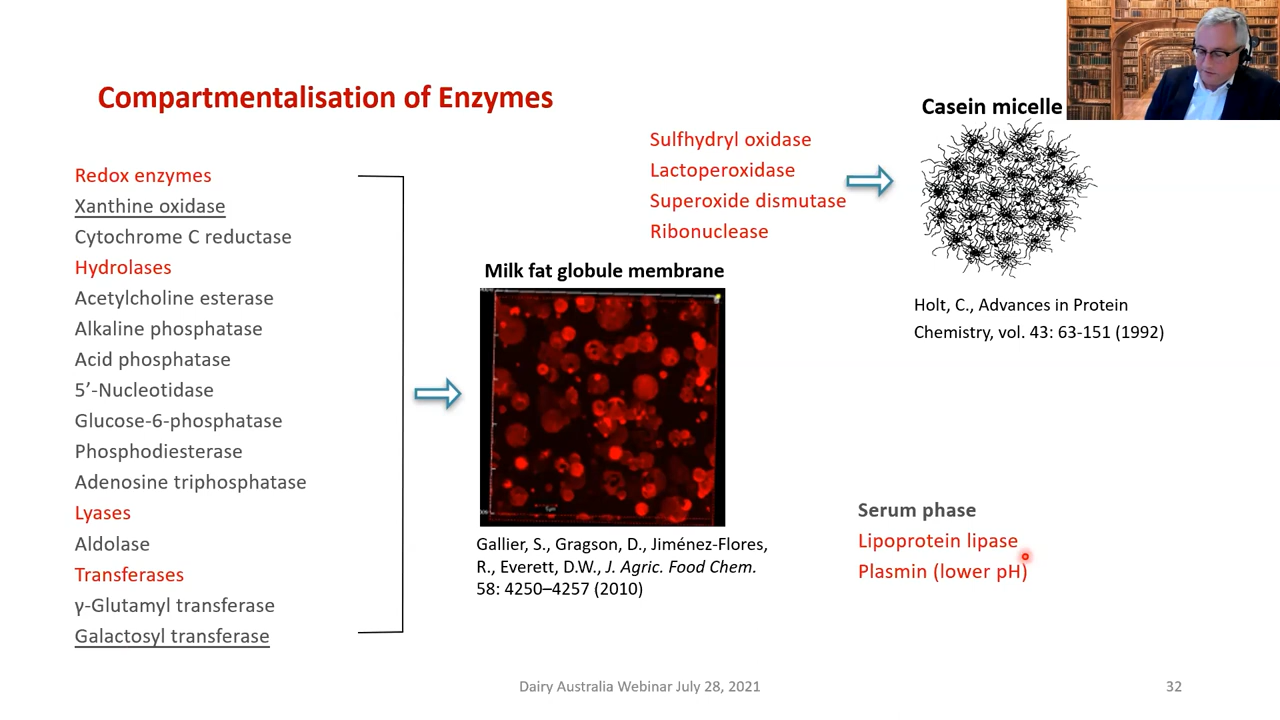 Compartmentalisation of Enzymes
Redox enzymes
Xanthine oxidase
Cytochrome C reductase
Hydrolases
Acetylcholine esterase
Alkaline phosphatase
Acid phosphatase
5’-Nucleotidase
Glucose-6-phosphatase
Phosphodiesterase
Adenosine triphosphatase
Lyases
Aldolase
Transferases
γ-Glutamyl transferase
Galactosyl transferase
Sulfhydryl oxidase
Lactoperoxidase
Superoxide dismutase
Ribonuclease
Casein micelle
Holt, C., Advances in Protein
Chemistry, vol. 43: 63-151 (1992)
Milk fat globule membrane
Gallier, S., Gragson, D., Jiménez-Flores,
R., Everett, D.W., J. Agric. Food Chem.
58: 4250–4257 (2010)
Serum phase
Lipoprotein lipase
Plasmin (lower pH)
Dairy Australia Webinar July 28, 2021
32